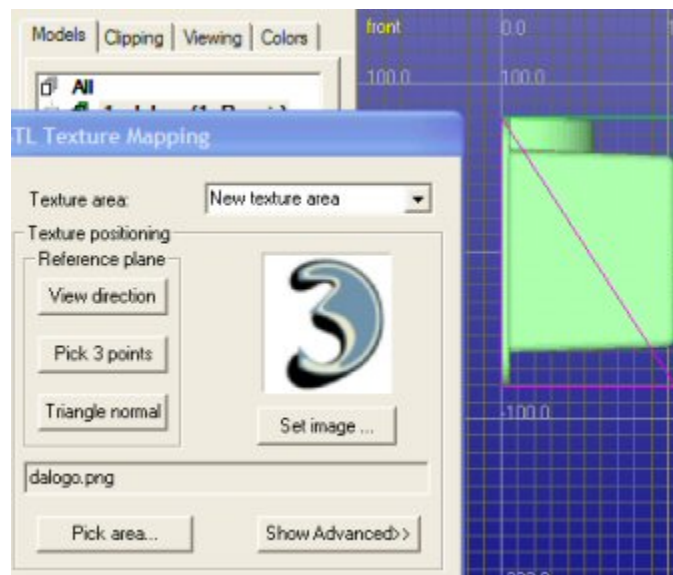 Models Clipping Viewing Colors
All
TL Texture Mapping
Texture area: New texture area
Texture positioning
Reference plane
View direction
Pick 3 points
Triangle normal
3
Set image ...
dalogo.png
Pick area... Show Advanced>>
front 0.0
100.0 100.0
-100.0